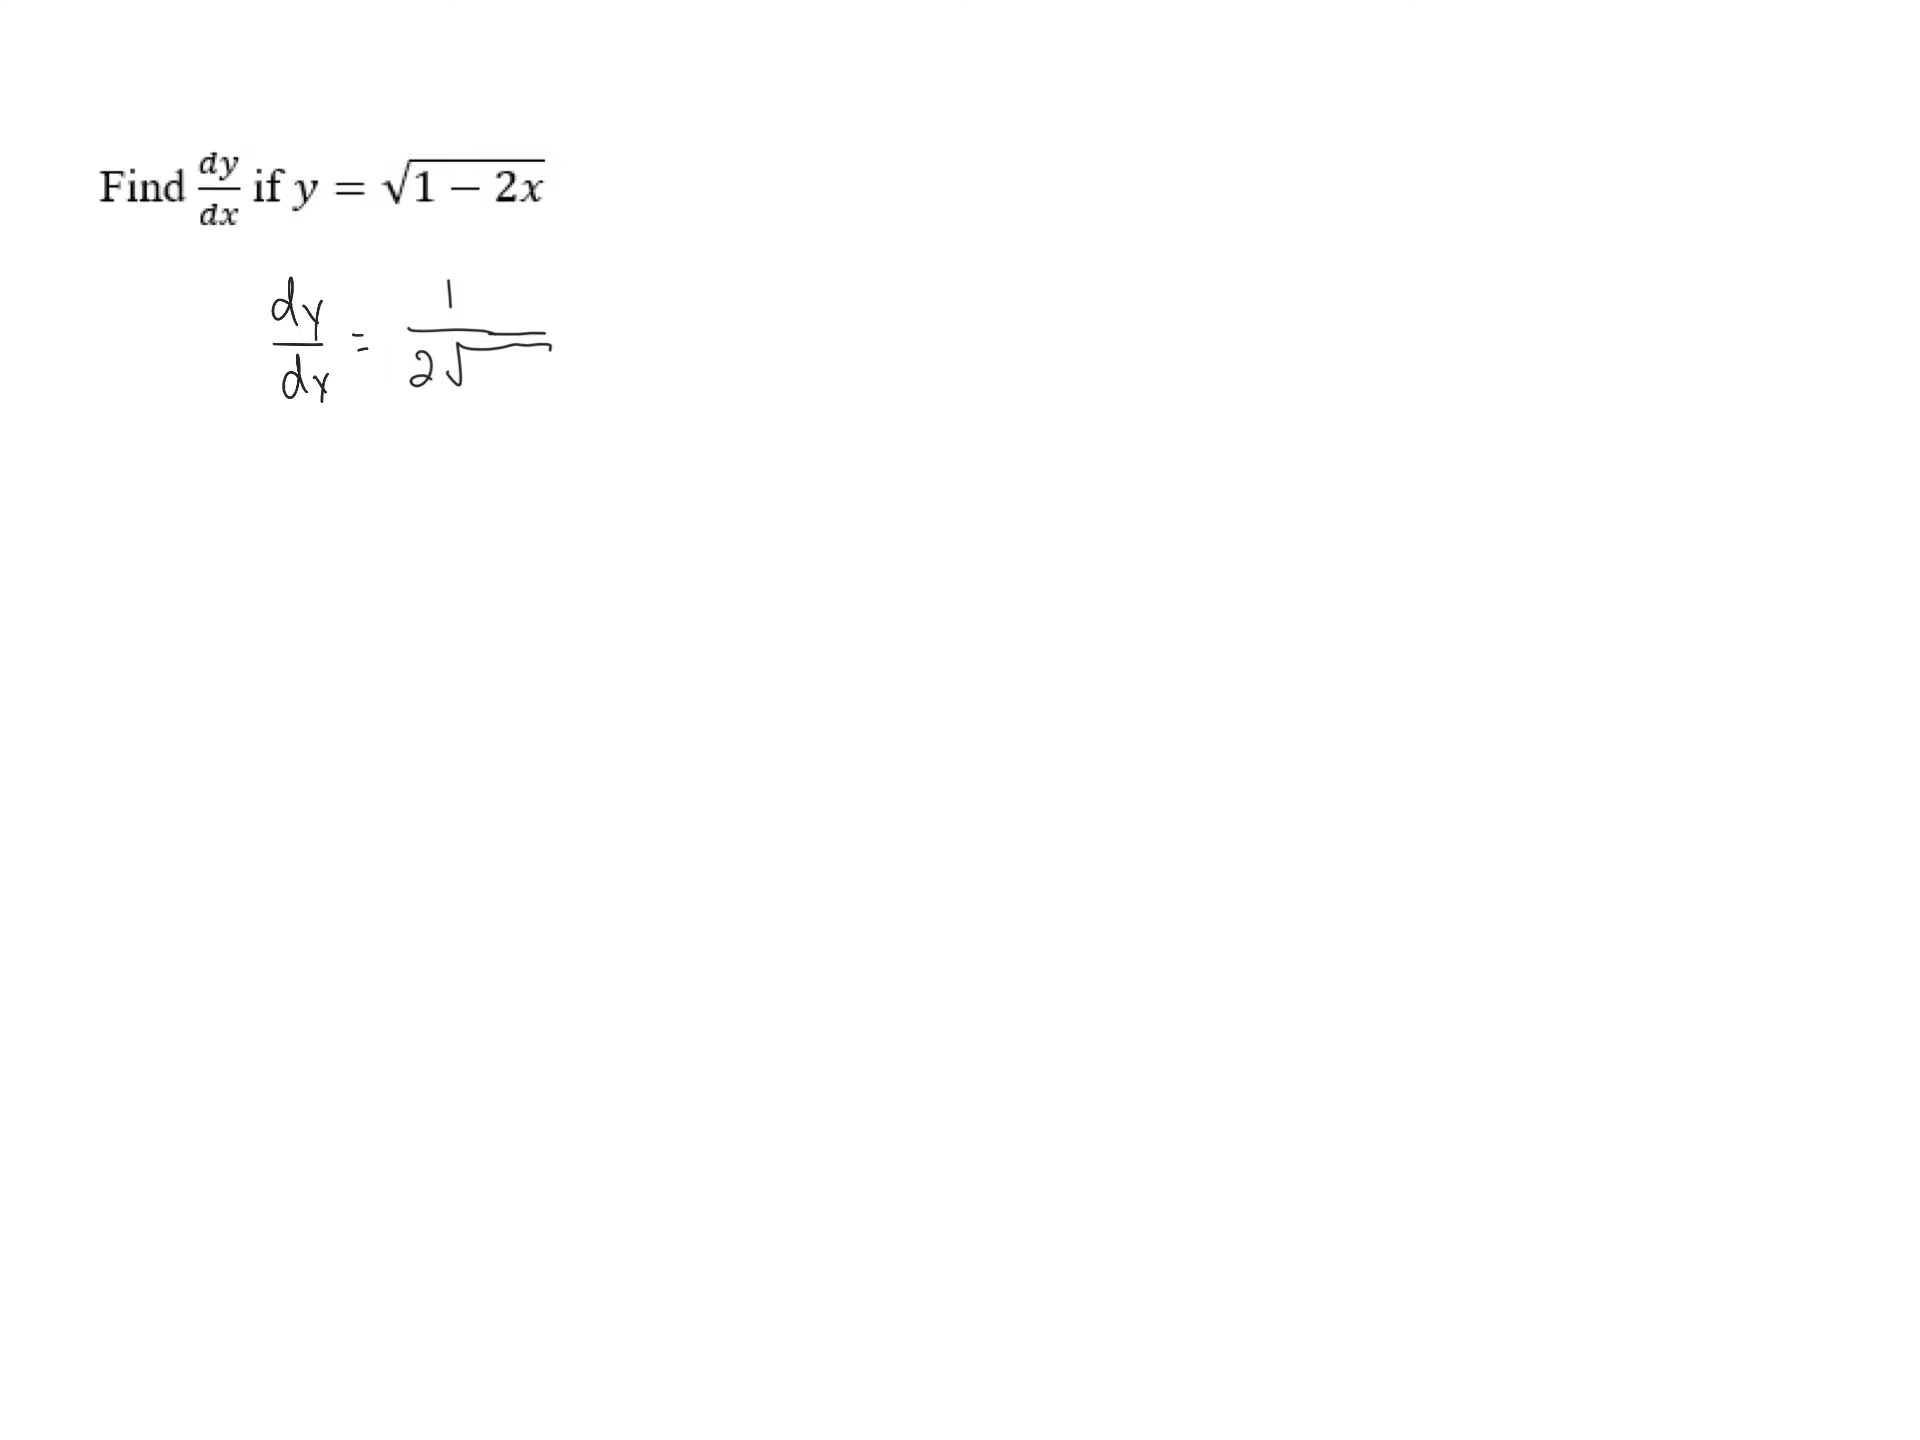 Find dy/dx if y = √(1 − 2x)
dy/dx = 1/(2√)